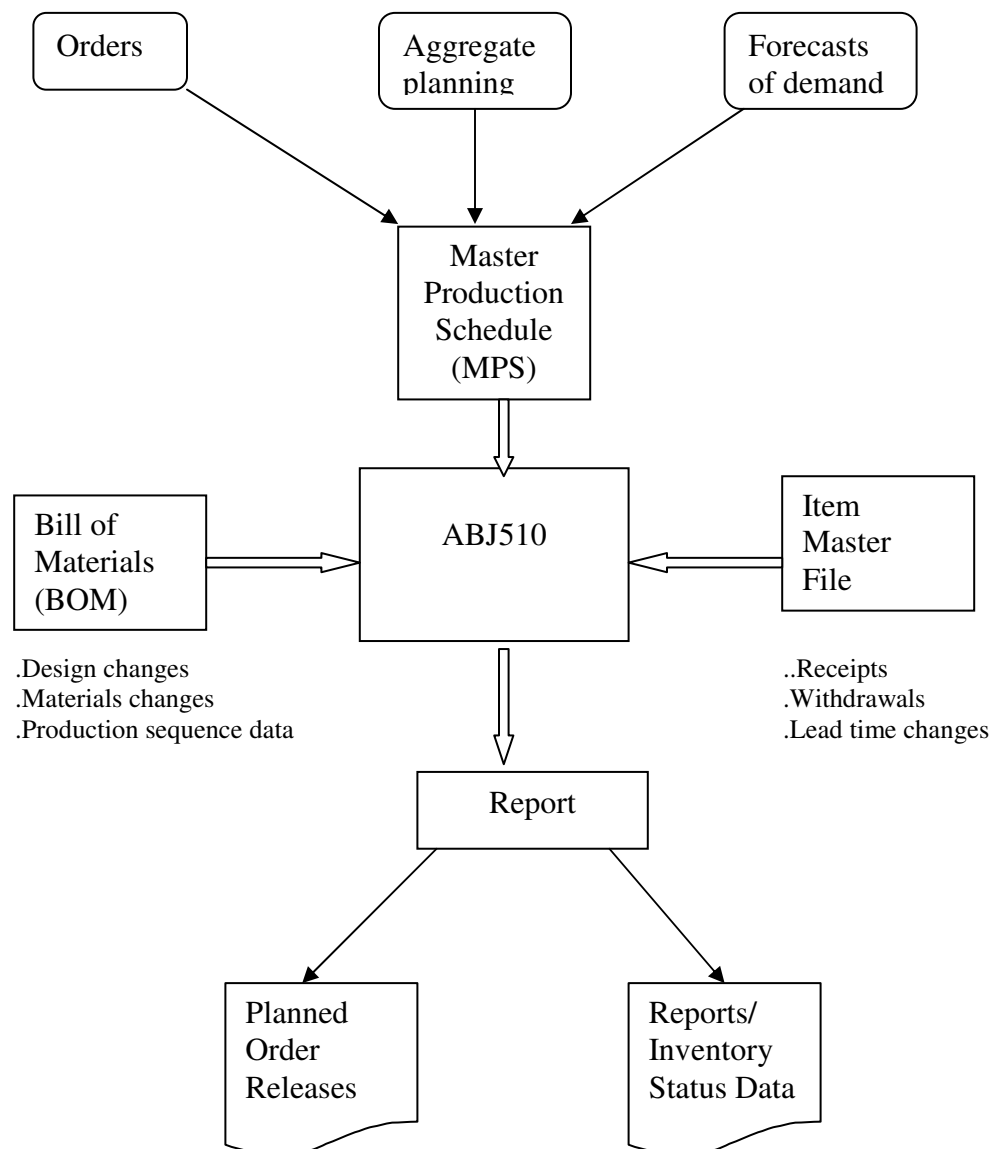 Orders
Aggregate
planning
Forecasts
of demand
Master
Production
Schedule
(MPS)
Bill of
Materials
(BOM)
ABJ510
Item
Master
File
.Design changes
.Materials changes
.Production sequence data
..Receipts
.Withdrawals
.Lead time changes
Report
Planned
Order
Releases
Reports/
Inventory
Status Data